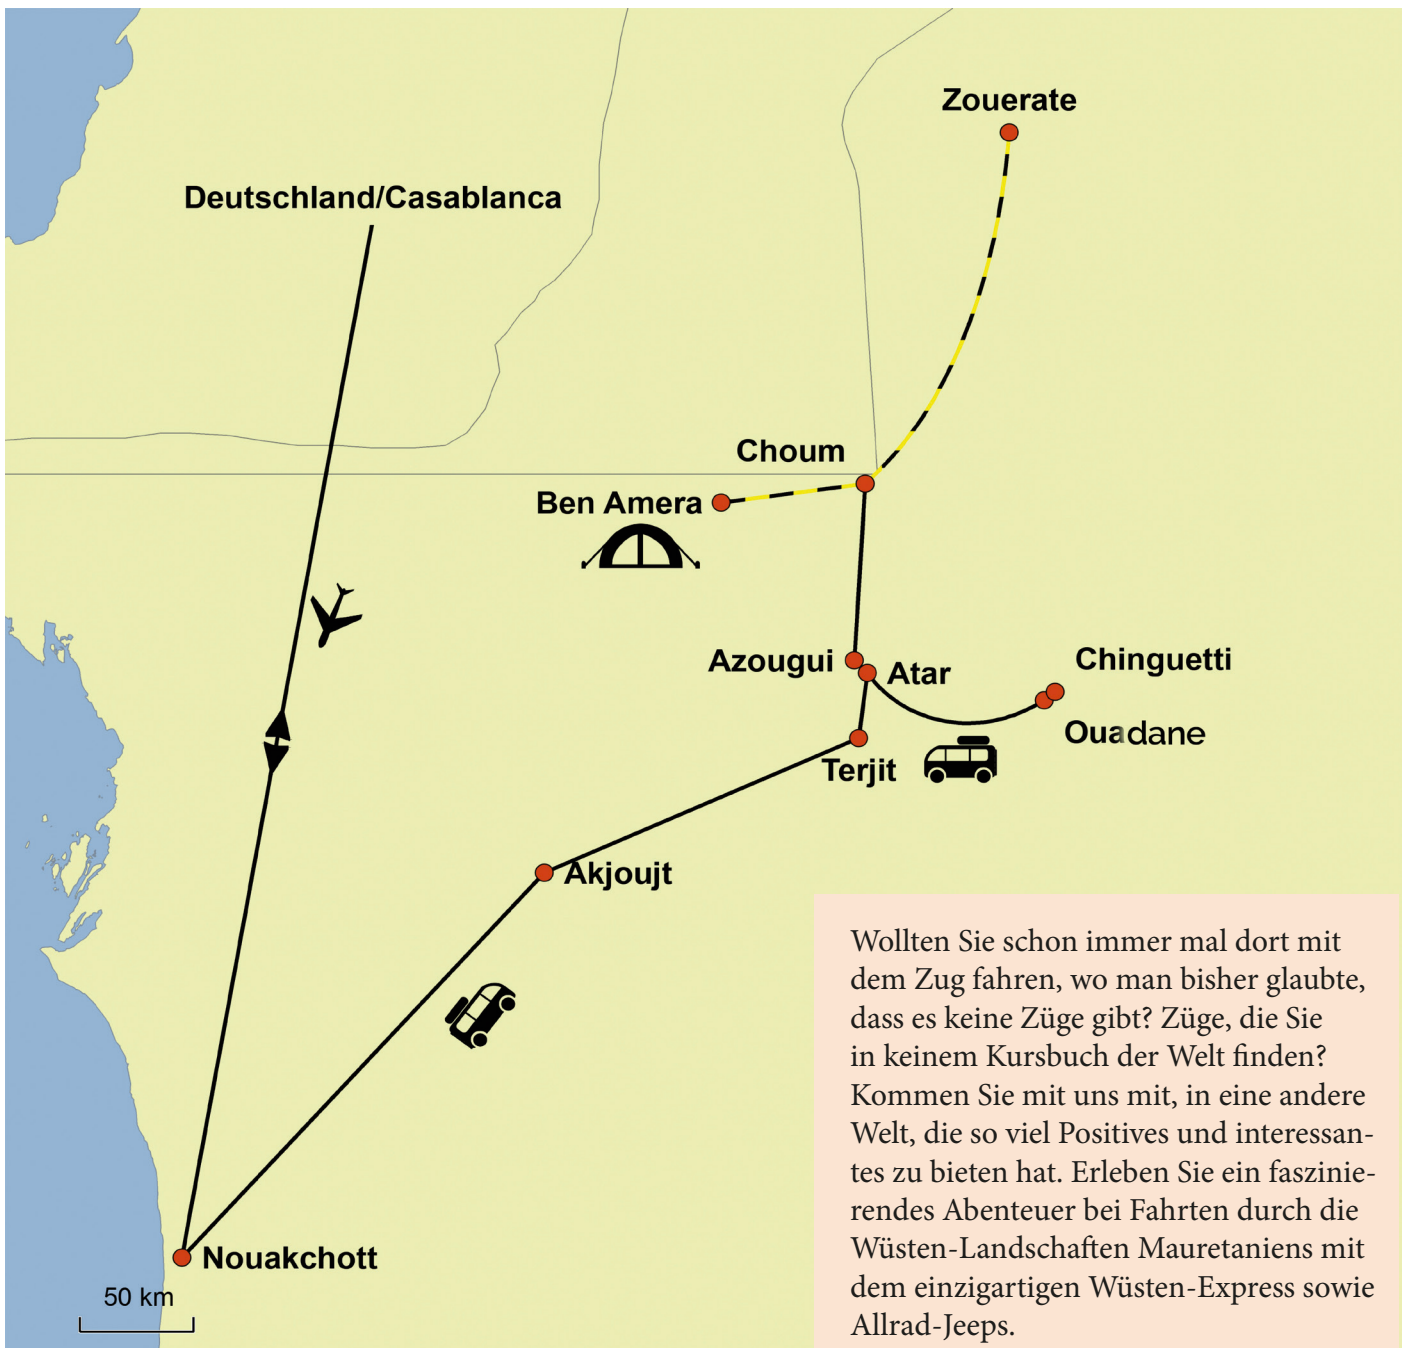 Zouerate
Deutschland/Casablanca
Choum
Ben Amera
Azougui
Atar
Chinguetti
Ouadane
Terjit
Akjoujt
Nouakchott
50 km
Wollten Sie schon immer mal dort mit
dem Zug fahren, wo man bisher glaubte,
dass es keine Züge gibt? Züge, die Sie
in keinem Kursbuch der Welt finden?
Kommen Sie mit uns mit, in eine andere
Welt, die so viel Positives und interessan-
tes zu bieten hat. Erleben Sie ein faszinie-
rendes Abenteuer bei Fahrten durch die
Wüsten-Landschaften Mauretaniens mit
dem einzigartigen Wüsten-Express sowie
Allrad-Jeeps.